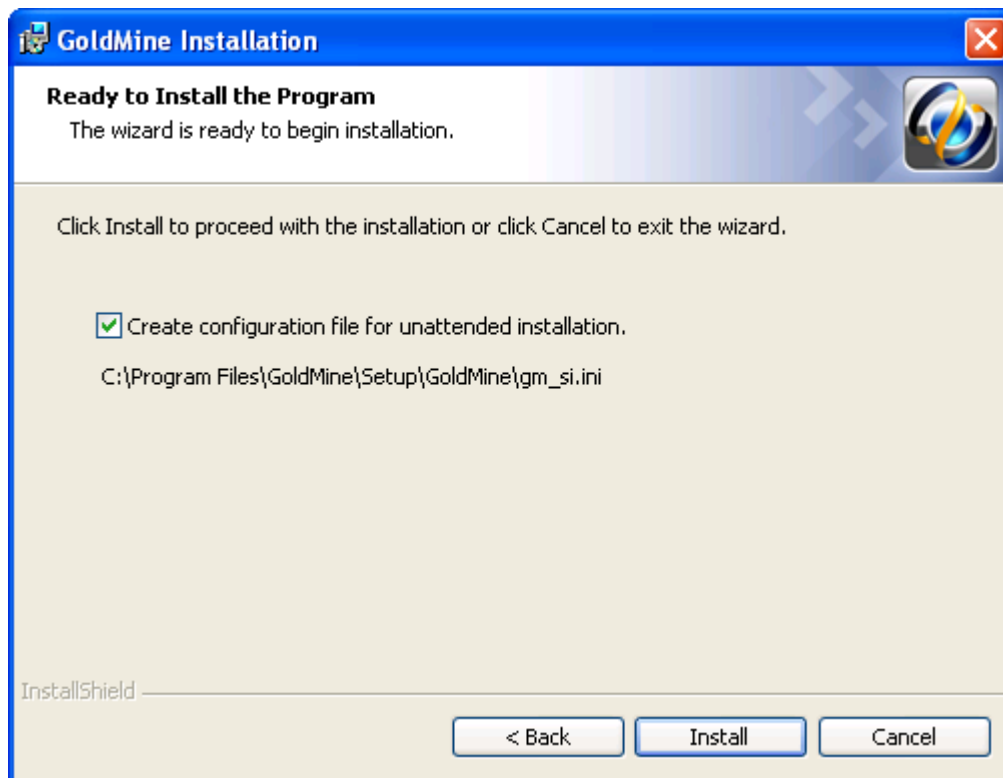 GoldMine Installation
Ready to Install the Program
The wizard is ready to begin installation.
Click Install to proceed with the installation or click Cancel to exit the wizard.
Create configuration file for unattended installation.
C:\Program Files\GoldMine\Setup\GoldMine\gm_si.ini
InstallShield
< Back
Install
Cancel